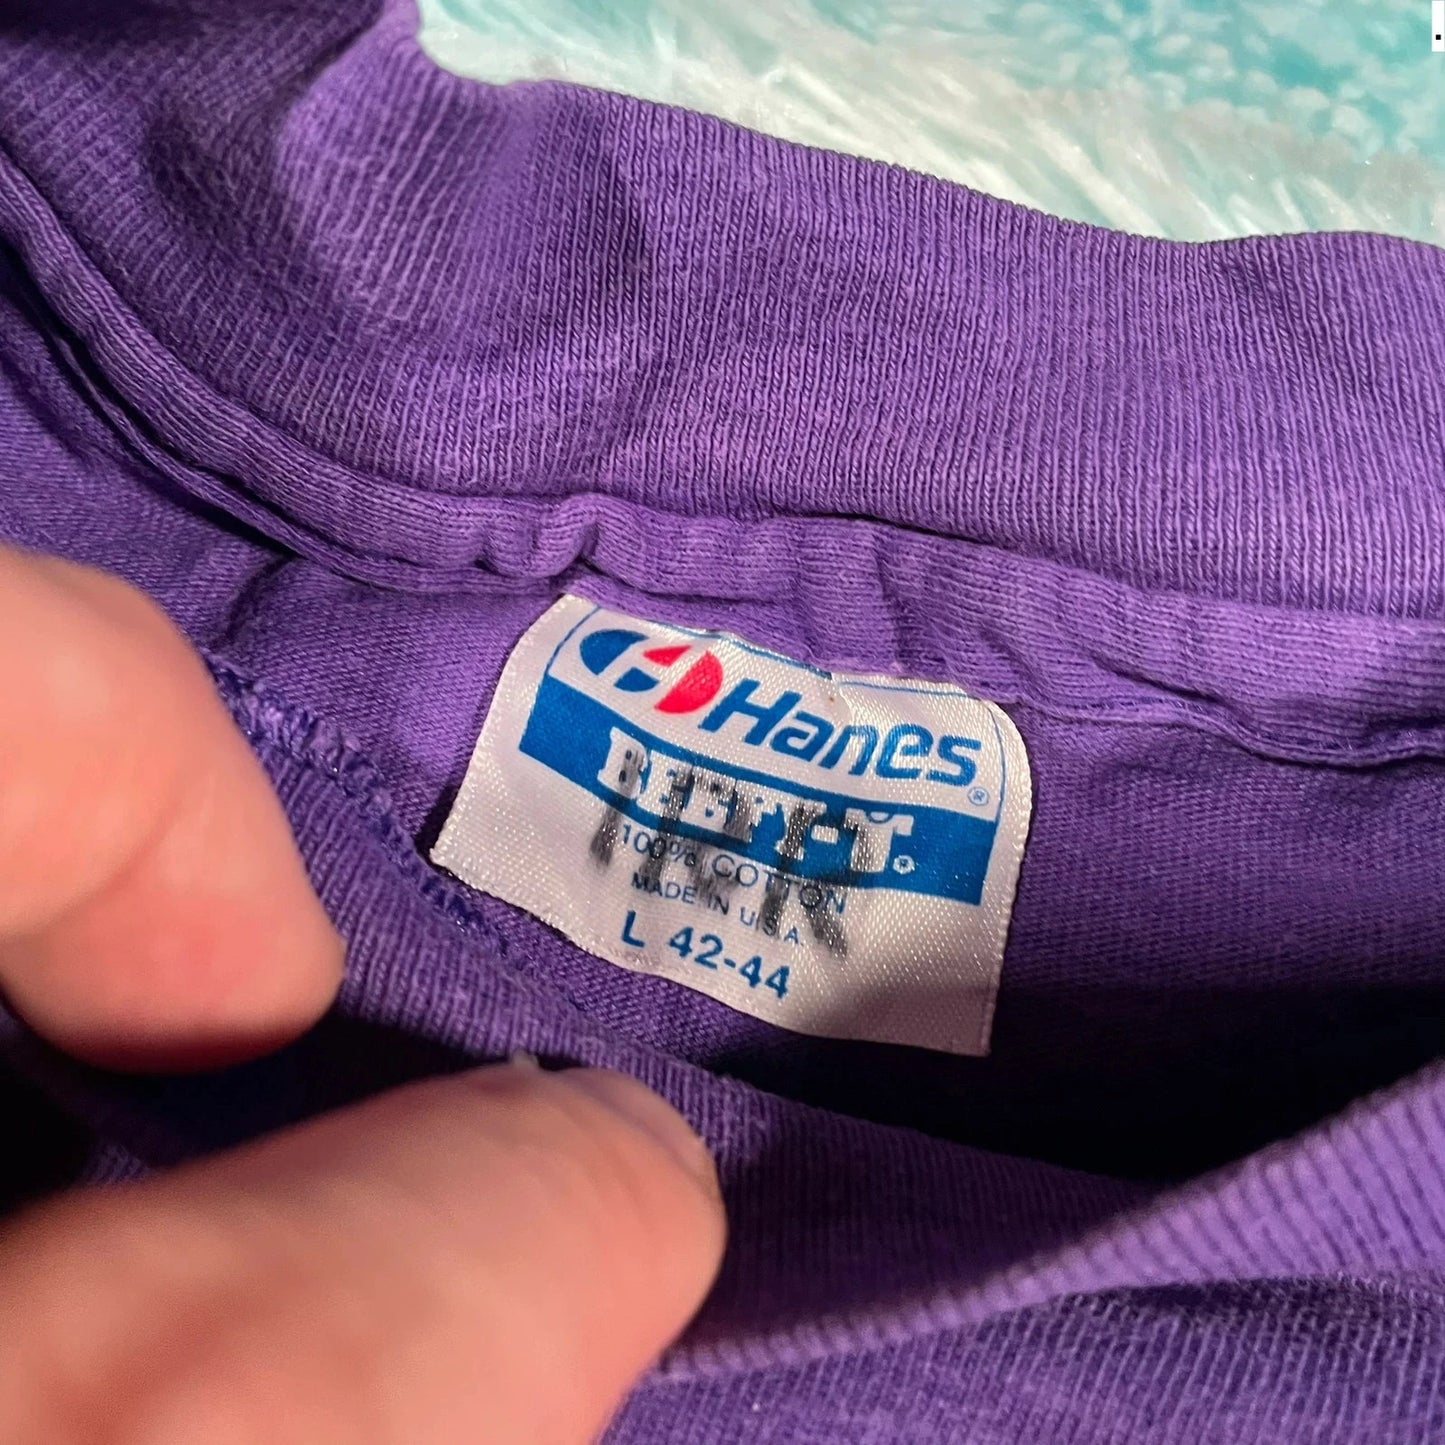 Hanes®
BEEFY-T®
100% COTTON
MADE IN U.S.A.
L 42-44
.